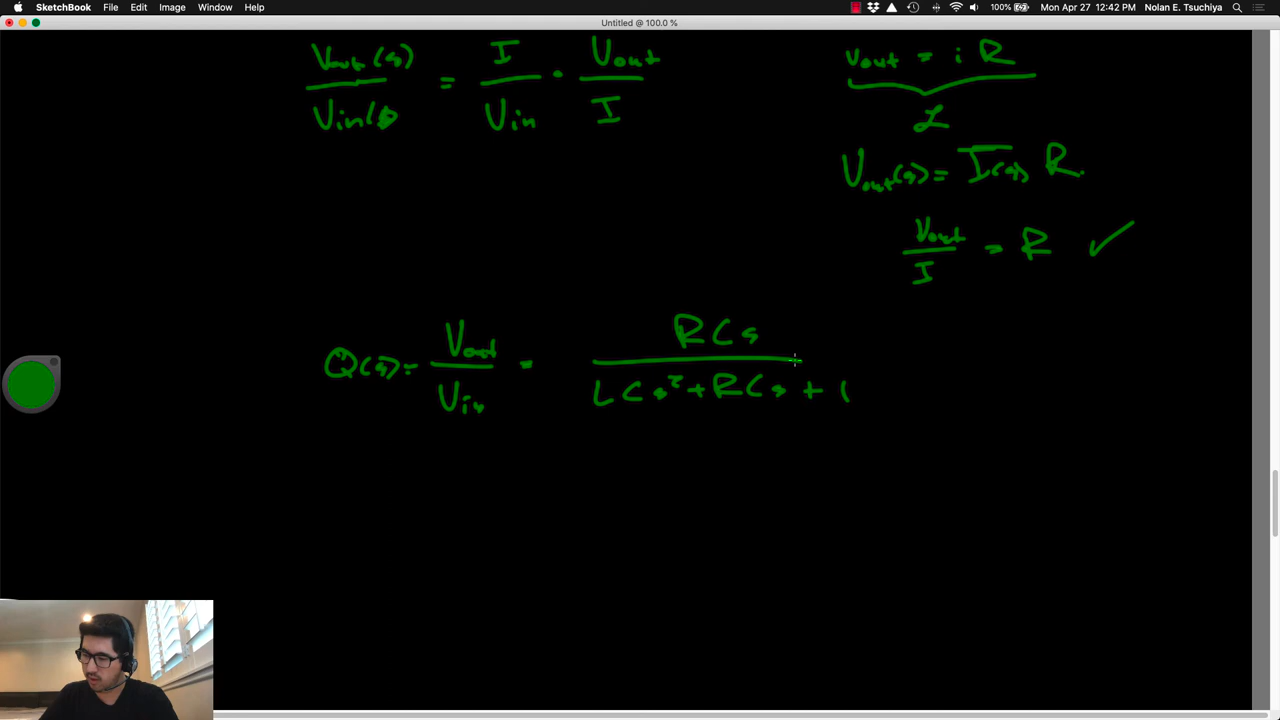 SketchBook File Edit Image Window Help 100% Mon Apr 27 12:42 PM Nolan E. Tsuchiya
Untitled @ 100.0 %
Vout(s) / Vin(s) = I / Vin · Vout / I
vout = i R
ℒ
Vout(s) = I(s) R.
Vout / I = R ✓
Q(s) = Vout / Vin = RCs / LCs² + RCs + 1